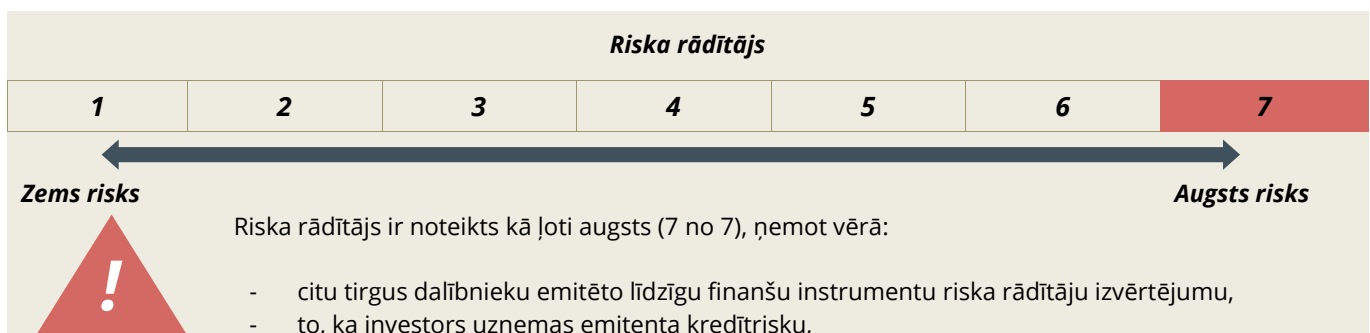 Riska rādītājs
1 2 3 4 5 6 7
Zems risks Augsts risks
Riska rādītājs ir noteikts kā ļoti augsts (7 no 7), ņemot vērā:
!
- citu tirgus dalībnieku emitēto līdzīgu finanšu instrumentu riska rādītāju izvērtējumu,
- to, ka investors uzņemas emitenta kredītrisku,